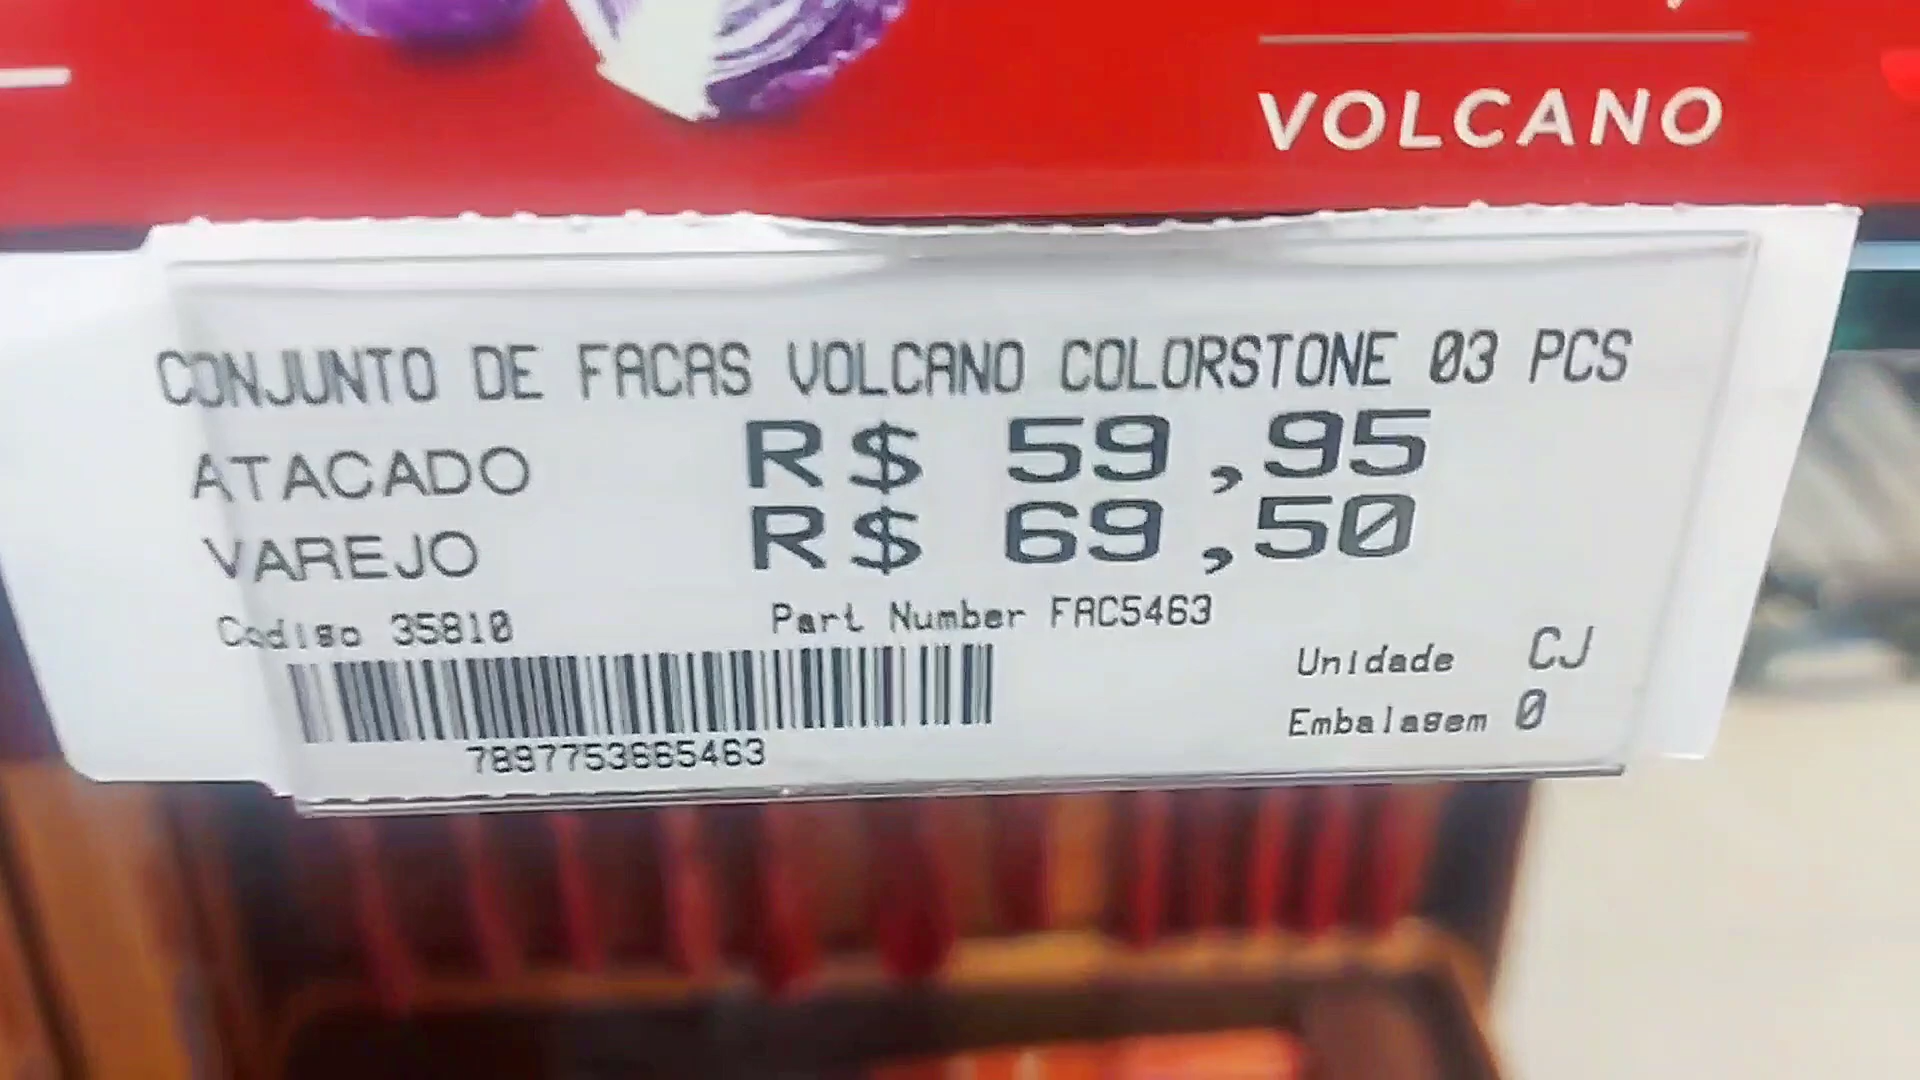 VOLCANO
CONJUNTO DE FACAS VOLCANO COLORSTONE 03 PCS
ATACADO R$ 59,95
VAREJO R$ 69,50
Codigo 35810 Part Number FAC5463
Unidade CJ
Embalagem 0
7897753665463